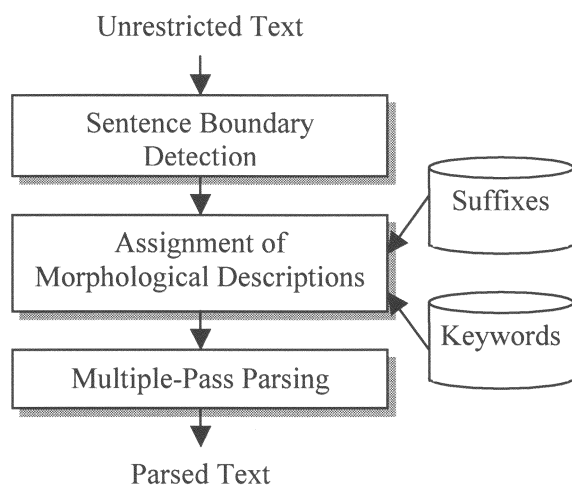 Unrestricted Text
Sentence Boundary
Detection
Suffixes
Assignment of
Morphological Descriptions
Keywords
Multiple-Pass Parsing
Parsed Text